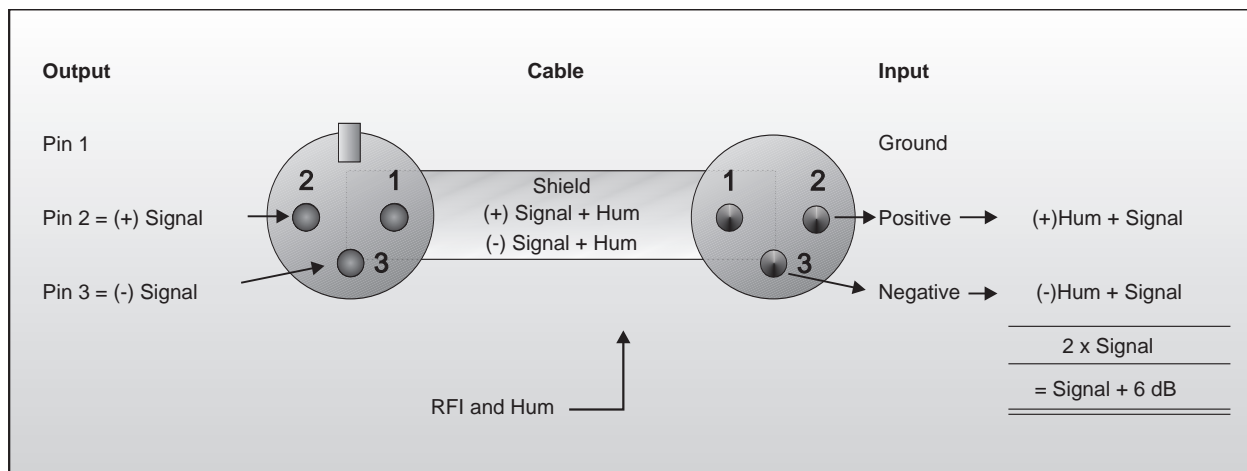 Output
Cable
Input
Pin 1
Ground
2
1
1
2
Shield
Pin 2 = (+) Signal
(+) Signal + Hum
Positive
(+)Hum + Signal
(-) Signal + Hum
3
3
Pin 3 = (-) Signal
Negative
(-)Hum + Signal
2 x Signal
= Signal + 6 dB
RFI and Hum